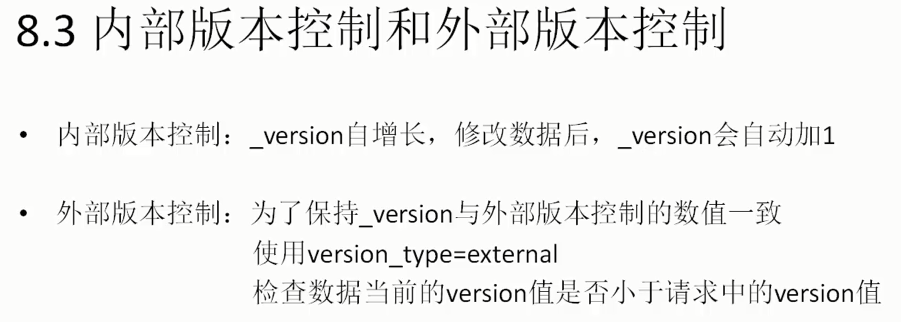 8.3 内部版本控制和外部版本控制
• 内部版本控制：_version自增长，修改数据后，_version会自动加1
• 外部版本控制：为了保持_version与外部版本控制的数值一致
使用version_type=external
检查数据当前的version值是否小于请求中的version值